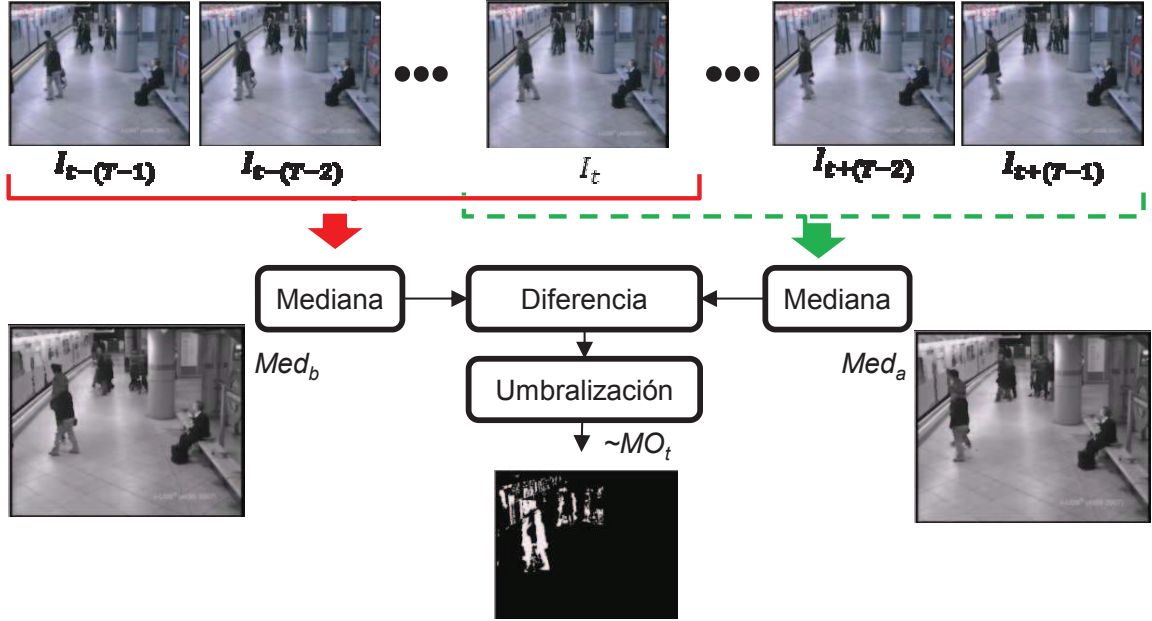 I_{t-(T-1)}
I_{t-(T-2)}
I_t
I_{t+(T-2)}
I_{t+(T-1)}
Mediana
Diferencia
Mediana
Med_b
Med_a
Umbralización
~MO_t